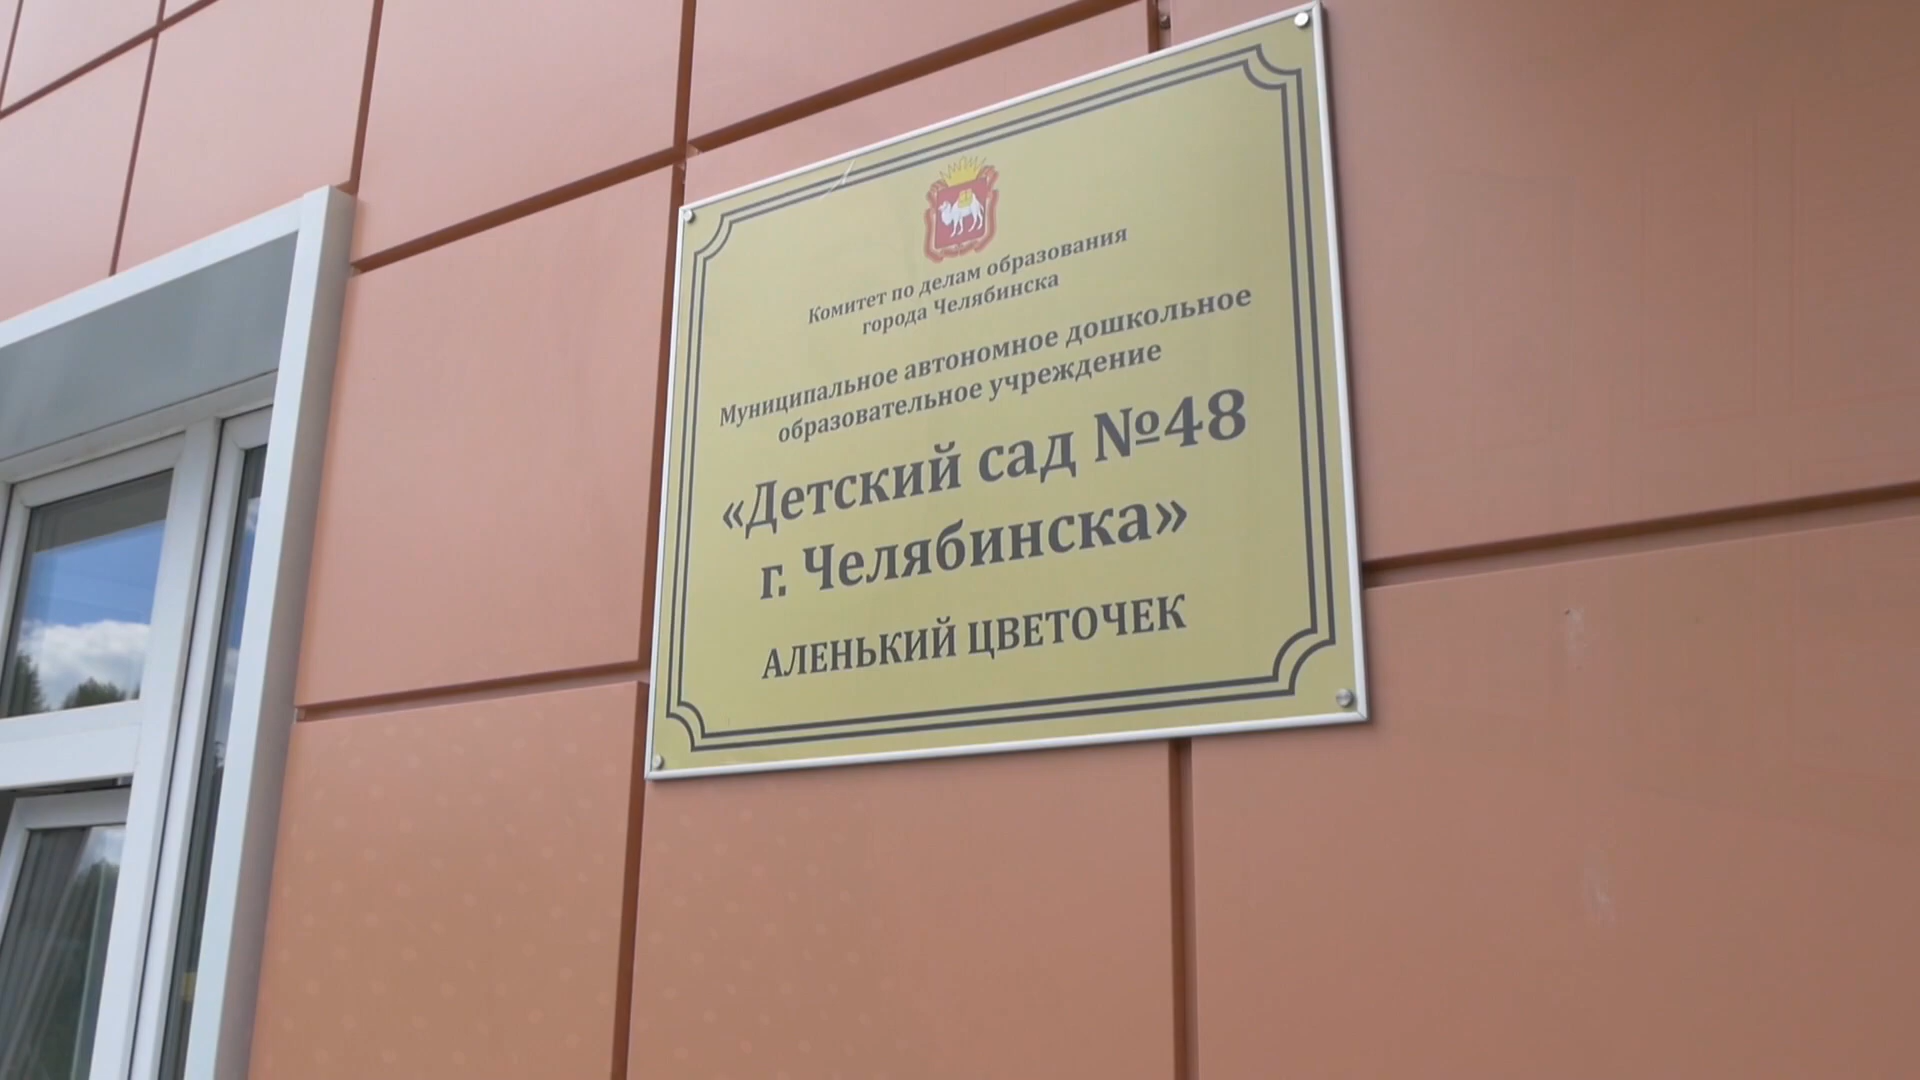 Комитет по делам образования
города Челябинска
Муниципальное автономное дошкольное
образовательное учреждение
«Детский сад №48
г. Челябинска»
АЛЕНЬКИЙ ЦВЕТОЧЕК